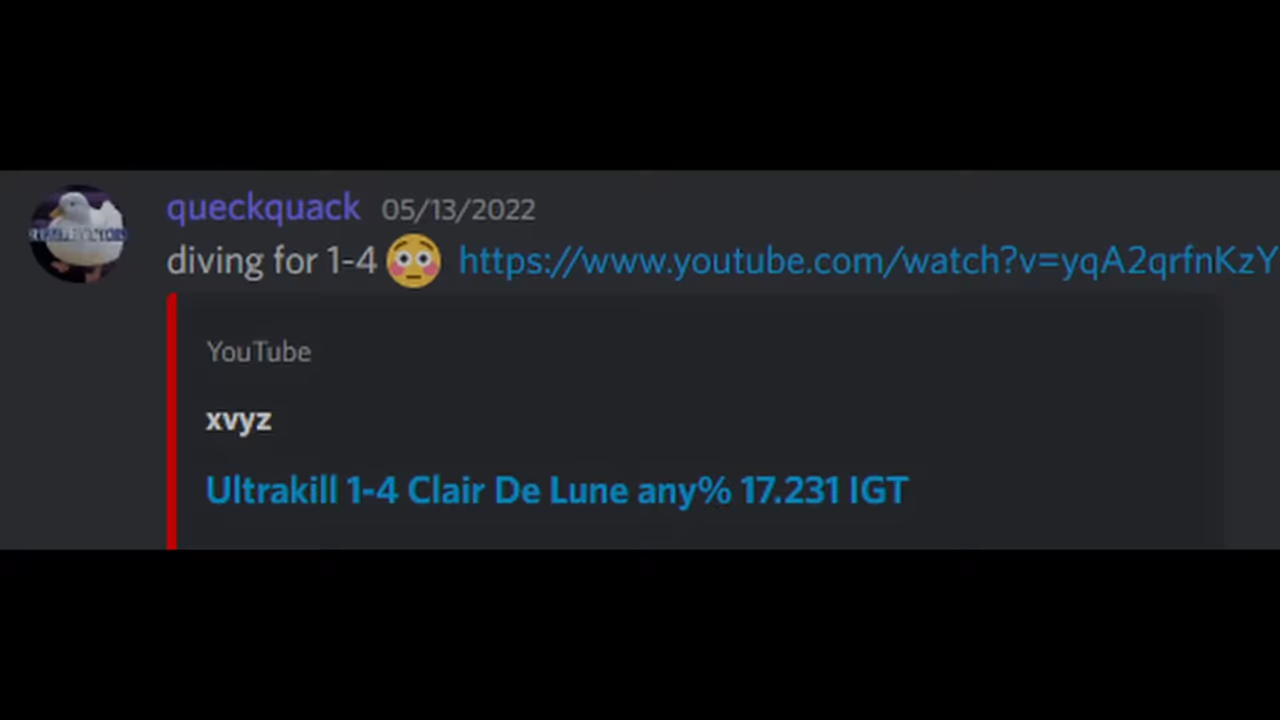 queckquack 05/13/2022
diving for 1-4 😳 https://www.youtube.com/watch?v=yqA2qrfnKzY
YouTube
xvyz
Ultrakill 1-4 Clair De Lune any% 17.231 IGT